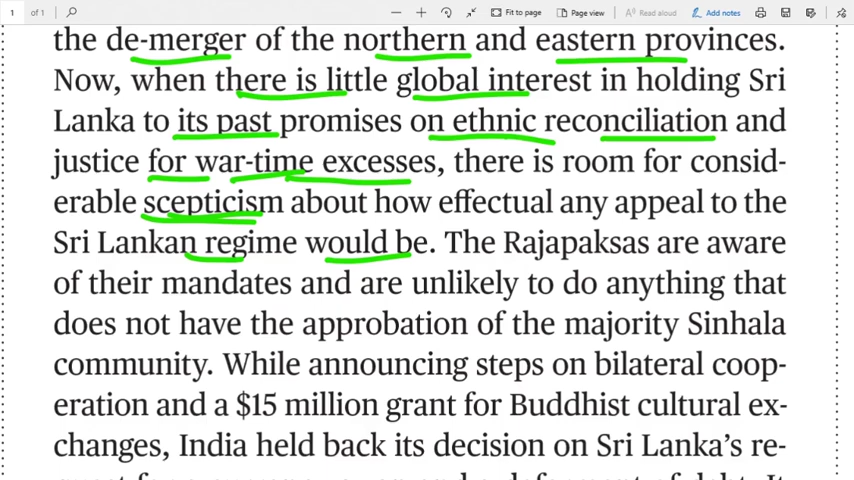 1 of 1 Fit to page Page view Read aloud Add notes
the de-merger of the northern and eastern provinces.
Now, when there is little global interest in holding Sri
Lanka to its past promises on ethnic reconciliation and
justice for war-time excesses, there is room for consid-
erable scepticism about how effectual any appeal to the
Sri Lankan regime would be. The Rajapaksas are aware
of their mandates and are unlikely to do anything that
does not have the approbation of the majority Sinhala
community. While announcing steps on bilateral coop-
eration and a $15 million grant for Buddhist cultural ex-
changes, India held back its decision on Sri Lanka’s re-